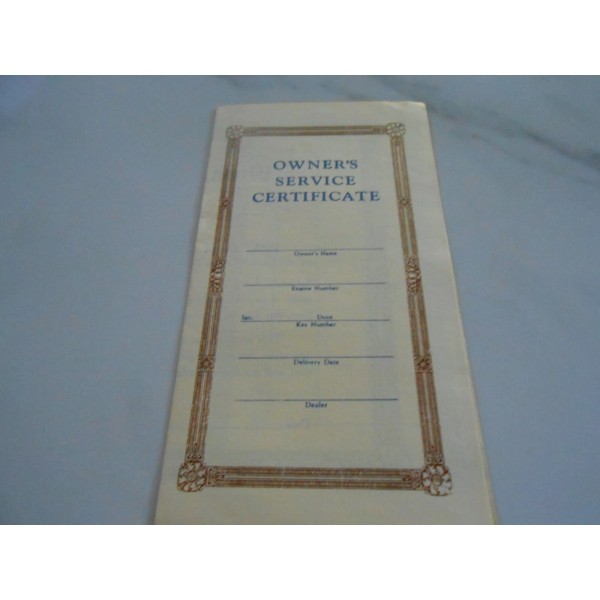 OWNER'S
SERVICE
CERTIFICATE
Owner's Name
Engine Number
Ign. Door
Key Number
Delivery Date
Dealer